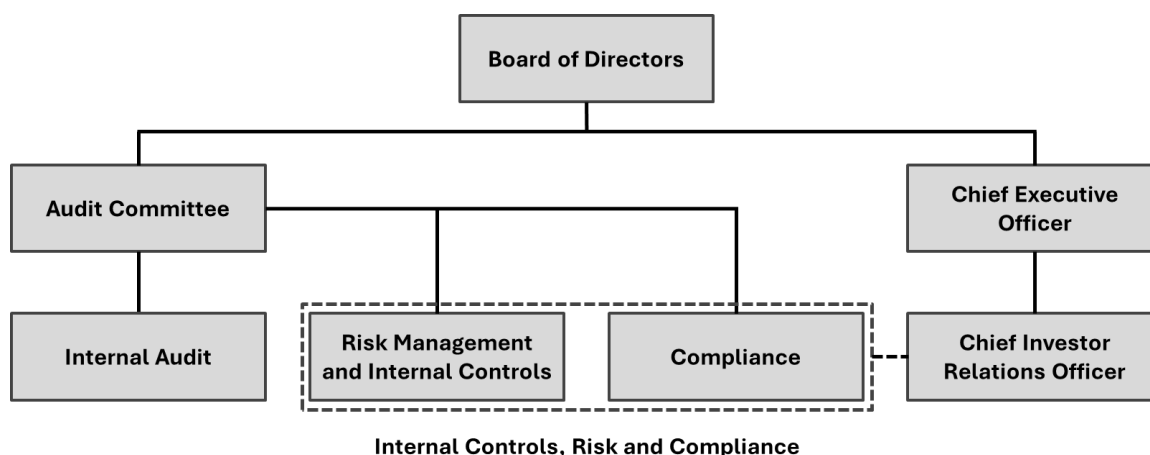 Board of Directors
Audit Committee
Chief Executive
Officer
Internal Audit
Risk Management
and Internal Controls
Compliance
Chief Investor
Relations Officer
Internal Controls, Risk and Compliance